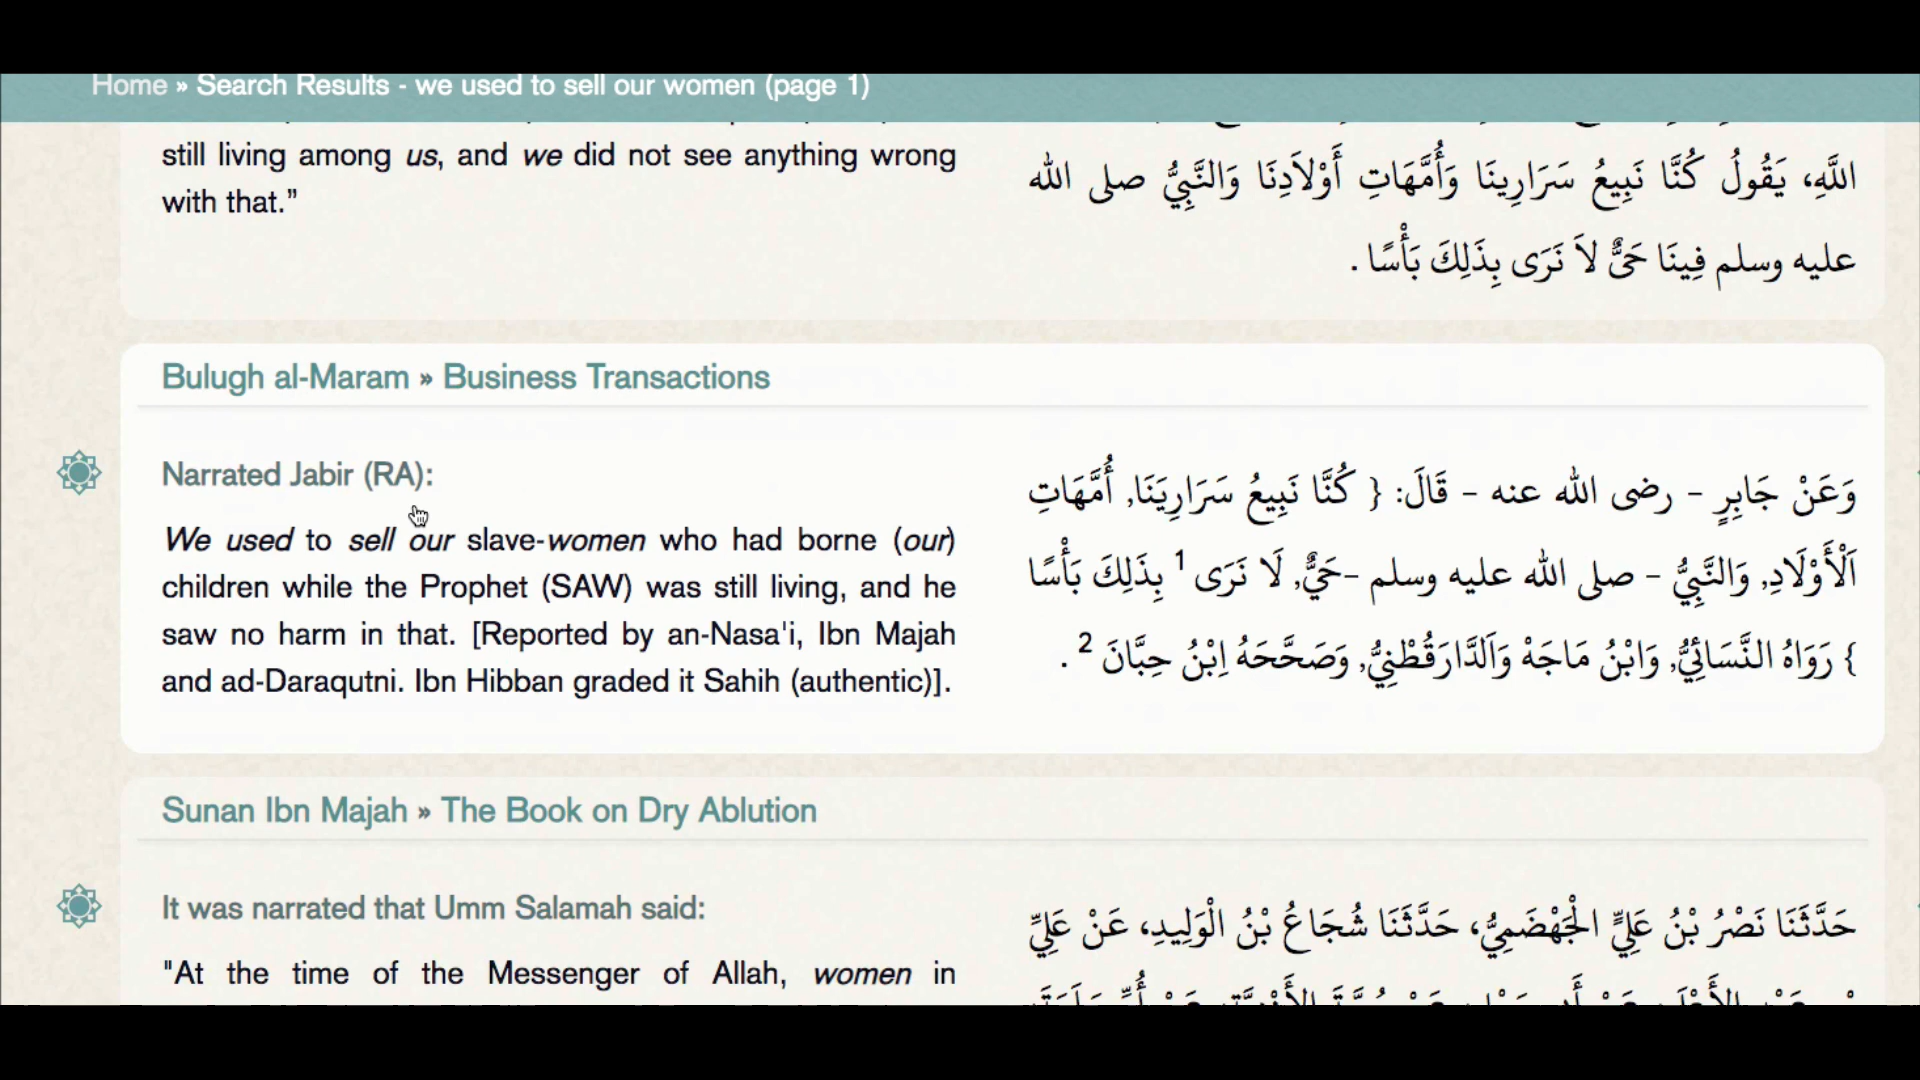 Home » Search Results - we used to sell our women (page 1)
still living among us, and we did not see anything wrong
with that.”
اللَّهِ، يَقُولُ كُنَّا نَبِيعُ سَرَارِينَا وَأُمَّهَاتِ أَوْلاَدِنَا وَالنَّبِيُّ صلى الله
عليه وسلم فِينَا حَىٌّ لاَ نَرَى بِذَلِكَ بَأْسًا ‏.‏
Bulugh al-Maram » Business Transactions
Narrated Jabir (RA):
We used to sell our slave-women who had borne (our)
children while the Prophet (SAW) was still living, and he
saw no harm in that. [Reported by an-Nasa'i, Ibn Majah
and ad-Daraqutni. Ibn Hibban graded it Sahih (authentic)].
وَعَنْ جَابِرٍ ‏- رضى الله عنه ‏- قَالَ: { كُنَّا نَبِيعُ سَرَارِيَنَا, أُمَّهَاتِ
اَلْأَوْلَادِ, وَالنَّبِيُّ ‏- صلى الله عليه وسلم ‏-حَيٌّ, لَا نَرَى 1 بِذَلِكَ بَأْسًا
} رَوَاهُ النَّسَائِيُّ, وَابْنُ مَاجَهْ وَاَلدَّارَقُطْنِيُّ, وَصَحَّحَهُ اِبْنُ حِبَّانَ 2 .
Sunan Ibn Majah » The Book on Dry Ablution
It was narrated that Umm Salamah said:
"At the time of the Messenger of Allah, women in
حَدَّثَنَا نَصْرُ بْنُ عَلِيٍّ الْجَهْضَمِيُّ، حَدَّثَنَا شُجَاعُ بْنُ الْوَلِيدِ، عَنْ عَلِيِّ